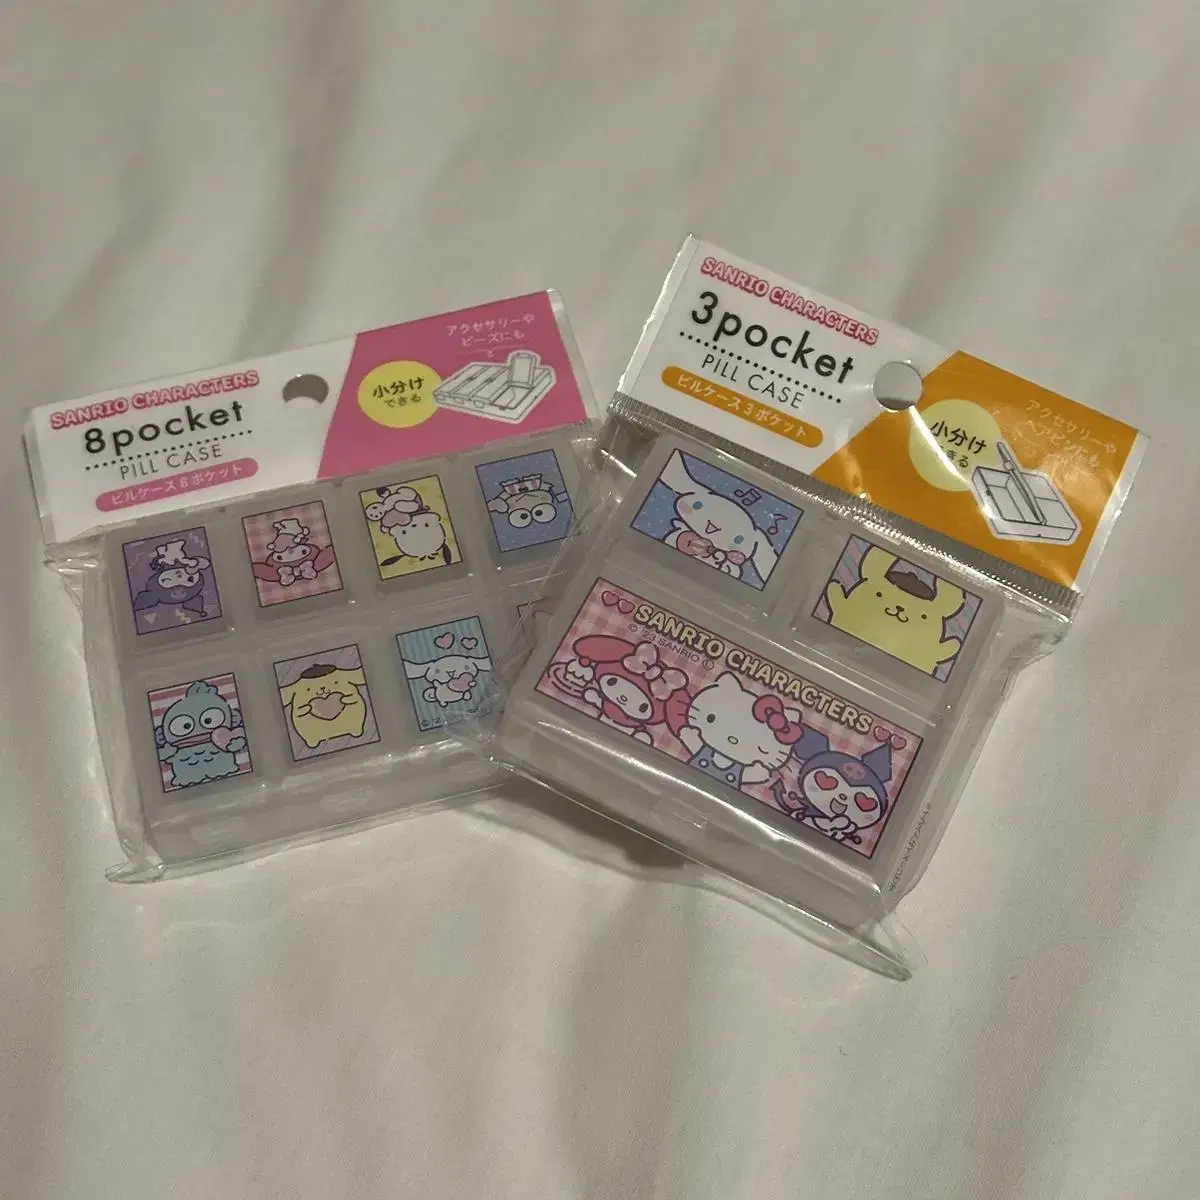 SANRIO CHARACTERS
8pocket
PILL CASE
ピルケース8ポケット
アクセサリーや
ビーズにも
小分け
できる
SANRIO CHARACTERS
3pocket
PILL CASE
ピルケース3ポケット
アクセサリーや
ヘアピンにも
小分け
きる
SANRIO CHARACTERS
© '23 SANRIO Ⓛ